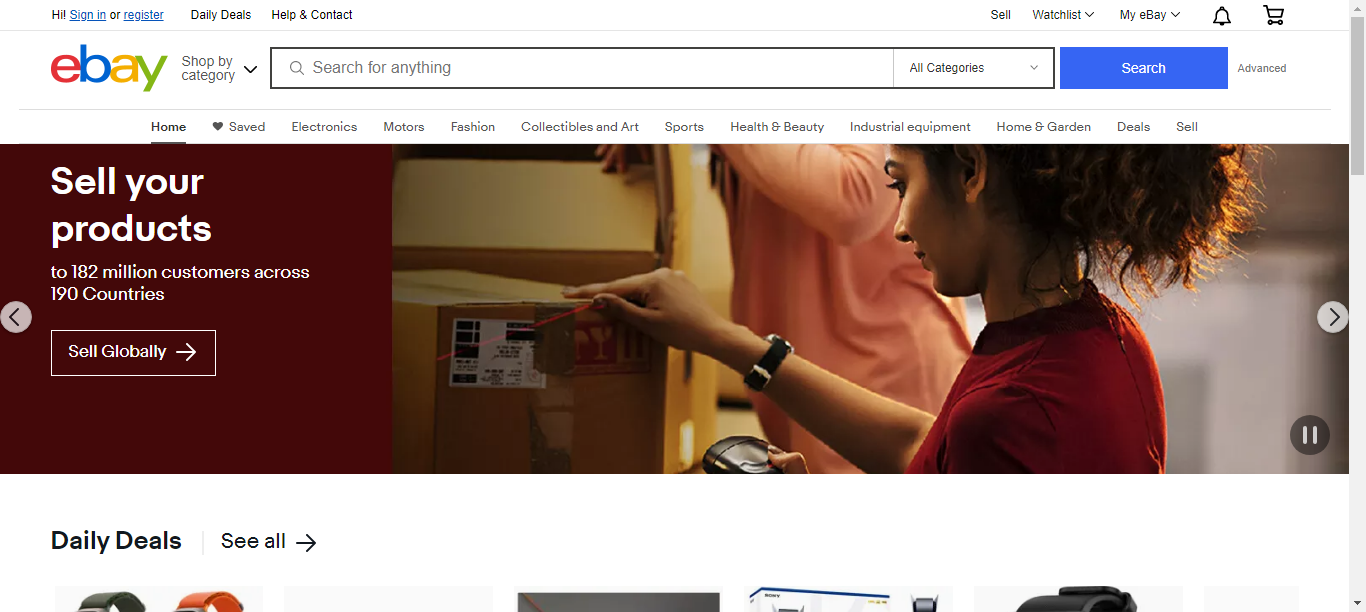 Hi! Sign in or register Daily Deals Help & Contact Sell Watchlist My eBay
ebay
Shop by
category
Search for anything All Categories Search Advanced
Home Saved Electronics Motors Fashion Collectibles and Art Sports Health & Beauty Industrial equipment Home & Garden Deals Sell
Sell your
products
to 182 million customers across
190 Countries
Sell Globally
Daily Deals See all
SONY